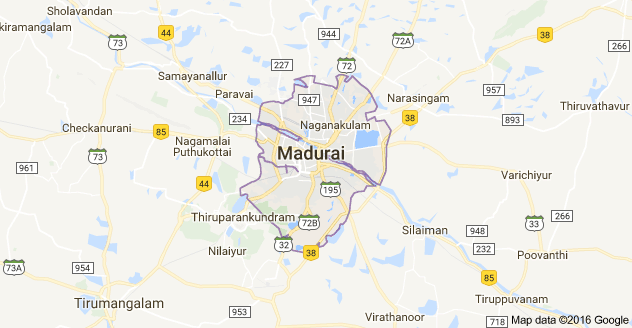 Sholavandan
kiramangalam
73
44
944
72A
38
266
227
72
Samayanallur
Paravai
947
Narasingam
957
Thiruvathavur
234
Naganakulam
38
893
Checkanurani
85
Nagamalai
Puthukottai
Madurai
73
961
44
195
Varichiyur
Thiruparankundram
72B
266
33
Silaiman
948
232
Nilaiyur
32
38
Poovanthi
73A
954
85
Tirumangalam
953
Tiruppuvanam
Virathanoor
718
Map data ©2016 Google